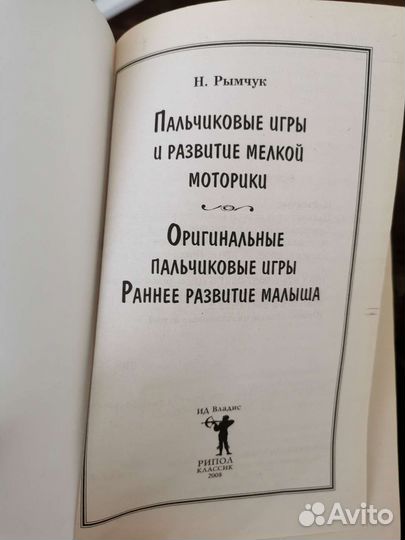 Н. Рымчук
Пальчиковые игры
и развитие мелкой
моторики
Оригинальные
пальчиковые игры
Раннее развитие малыша
ИД Владис
РИПОЛ
КЛАССИК
2008
Avito